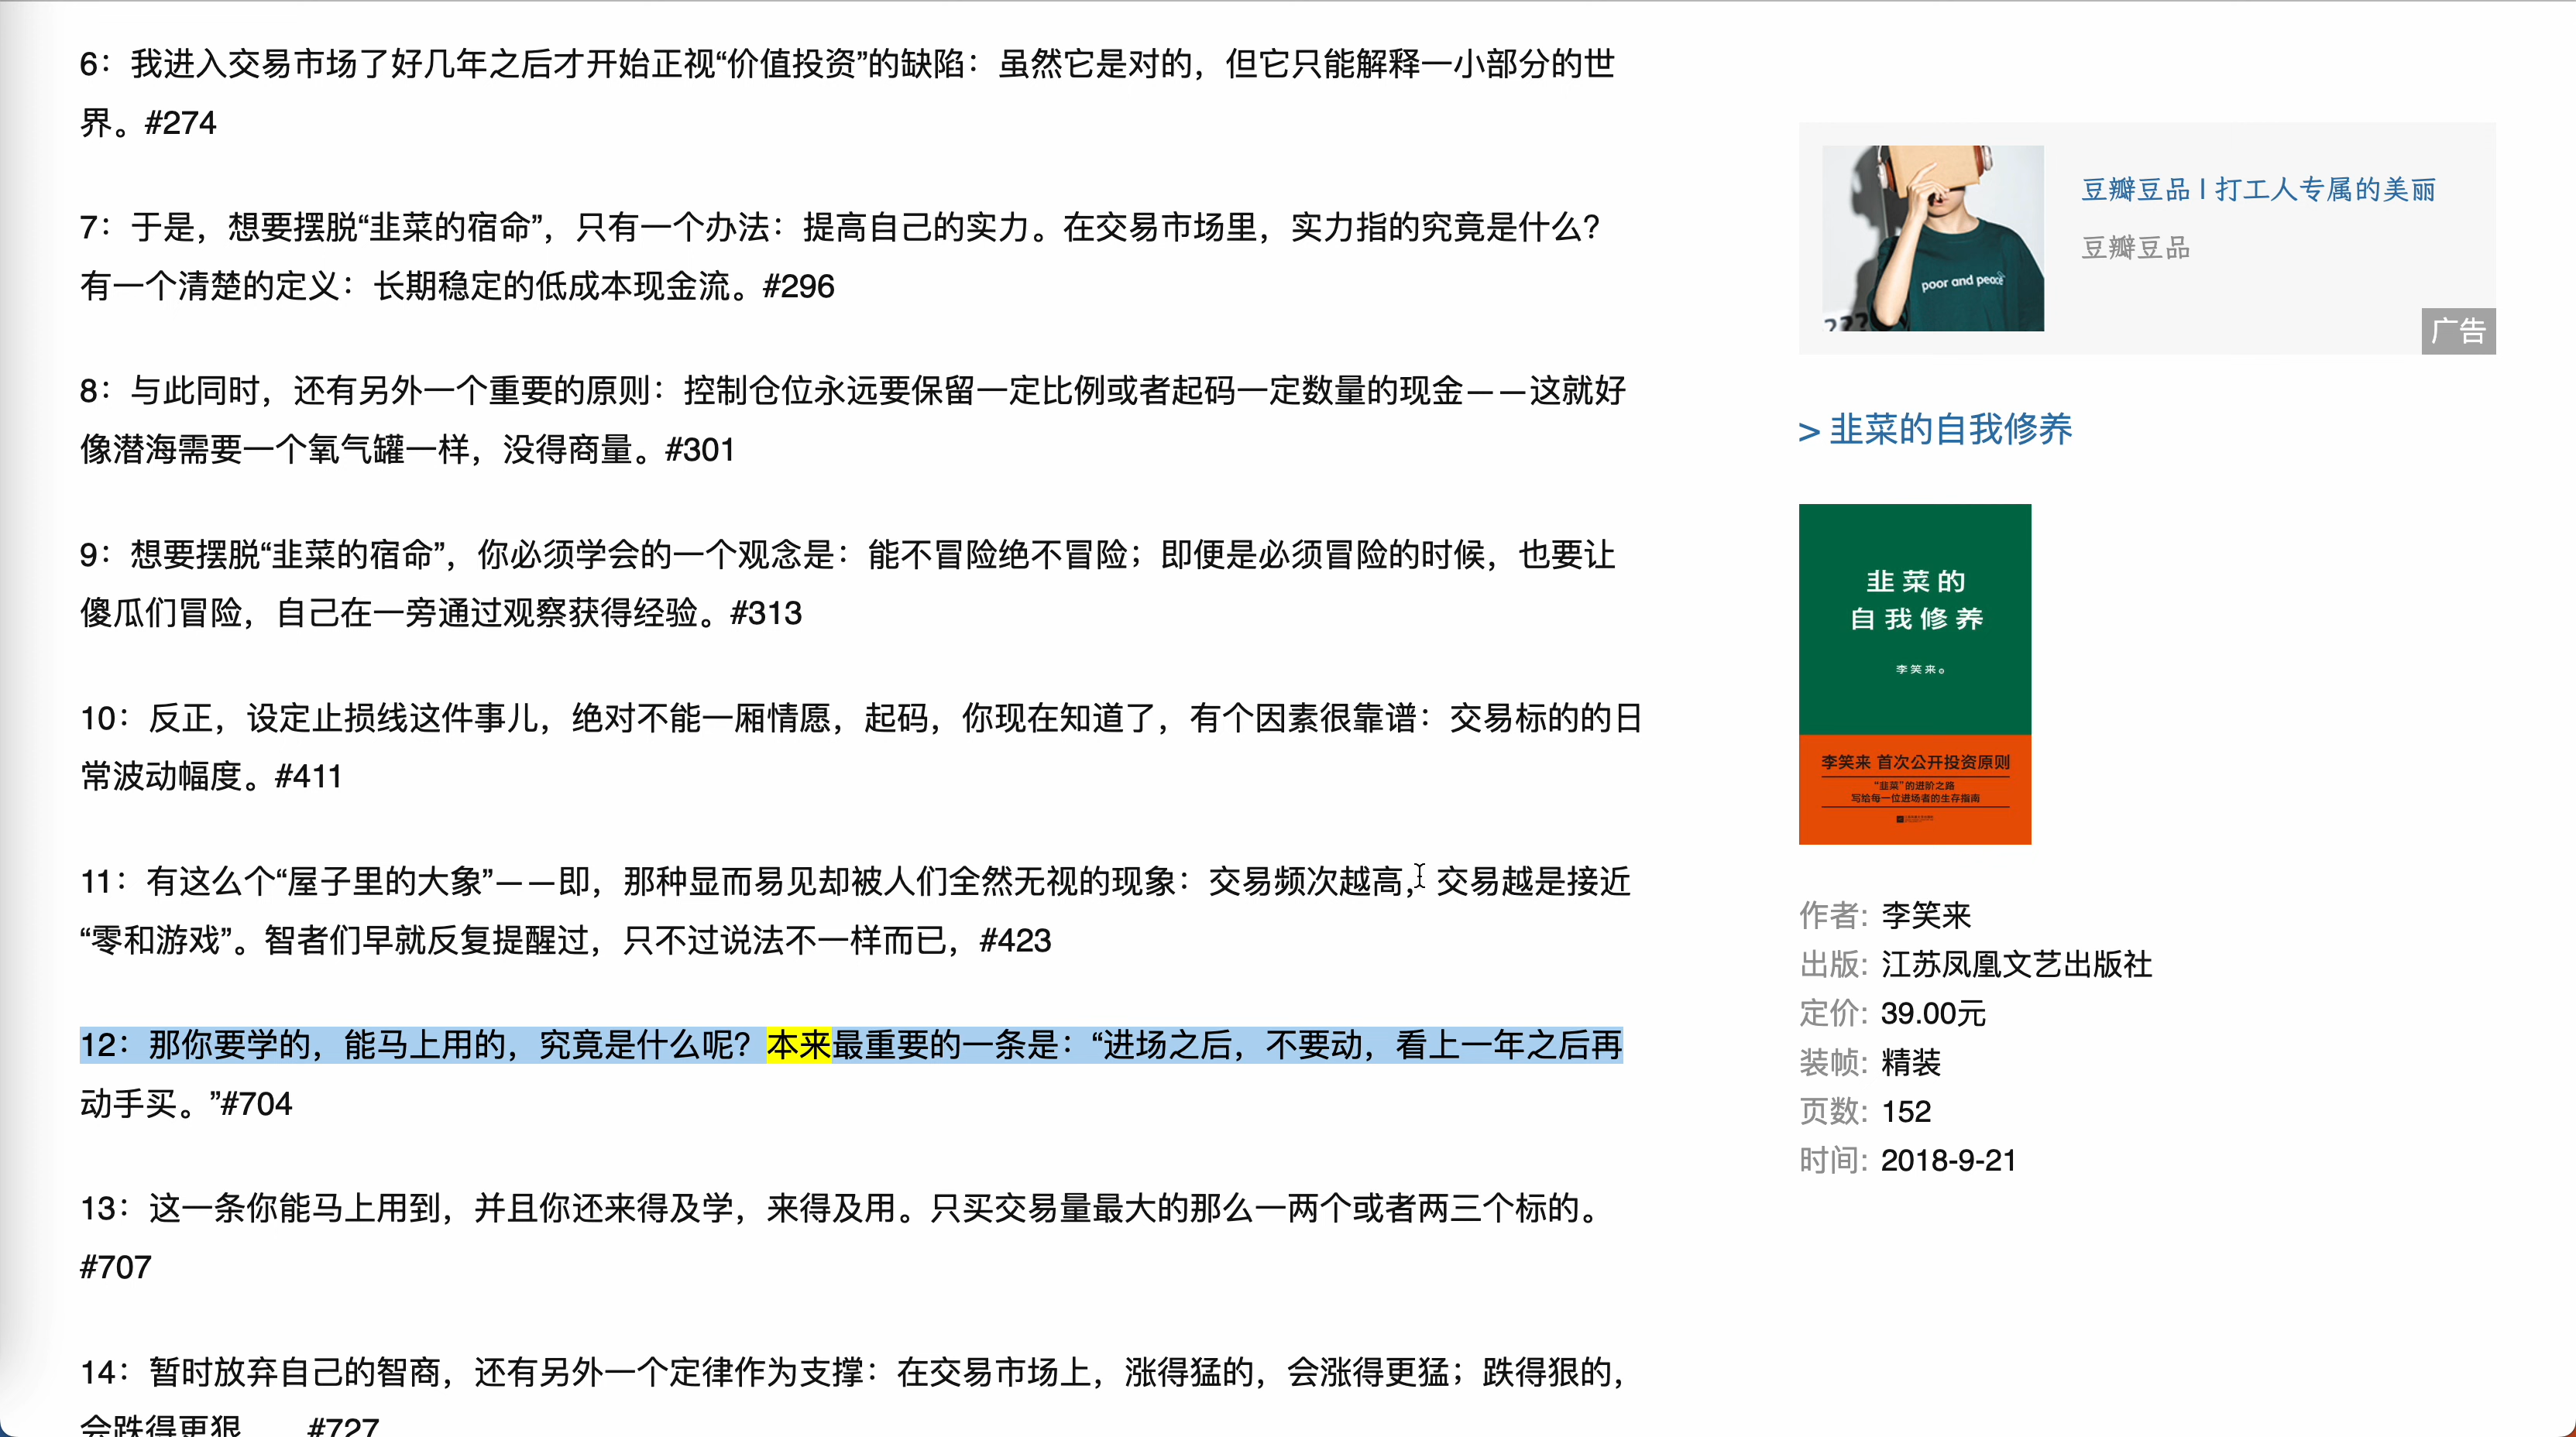 6：我进入交易市场了好几年之后才开始正视“价值投资”的缺陷：虽然它是对的，但它只能解释一小部分的世
界。#274
7：于是，想要摆脱“韭菜的宿命”，只有一个办法：提高自己的实力。在交易市场里，实力指的究竟是什么？
有一个清楚的定义：长期稳定的低成本现金流。#296
8：与此同时，还有另外一个重要的原则：控制仓位永远要保留一定比例或者起码一定数量的现金——这就好
像潜海需要一个氧气罐一样，没得商量。#301
9：想要摆脱“韭菜的宿命”，你必须学会的一个观念是：能不冒险绝不冒险；即便是必须冒险的时候，也要让
傻瓜们冒险，自己在一旁通过观察获得经验。#313
10：反正，设定止损线这件事儿，绝对不能一厢情愿，起码，你现在知道了，有个因素很靠谱：交易标的的日
常波动幅度。#411
11：有这么个“屋子里的大象”——即，那种显而易见却被人们全然无视的现象：交易频次越高，交易越是接近
“零和游戏”。智者们早就反复提醒过，只不过说法不一样而已，#423
12：那你要学的，能马上用的，究竟是什么呢？本来最重要的一条是：“进场之后，不要动，看上一年之后再
动手买。”#704
13：这一条你能马上用到，并且你还来得及学，来得及用。只买交易量最大的那么一两个或者两三个标的。
#707
14：暂时放弃自己的智商，还有另外一个定律作为支撑：在交易市场上，涨得猛的，会涨得更猛；跌得狠的，
会跌得更狠 #727
poor and peace
???
豆瓣豆品 | 打工人专属的美丽
豆瓣豆品
广告
> 韭菜的自我修养
韭菜的
自我修养
李笑来。
李笑来 首次公开投资原则
“韭菜”的进阶之路
写给每一位进场者的生存指南
作者: 李笑来
出版: 江苏凤凰文艺出版社
定价: 39.00元
装帧: 精装
页数: 152
时间: 2018-9-21